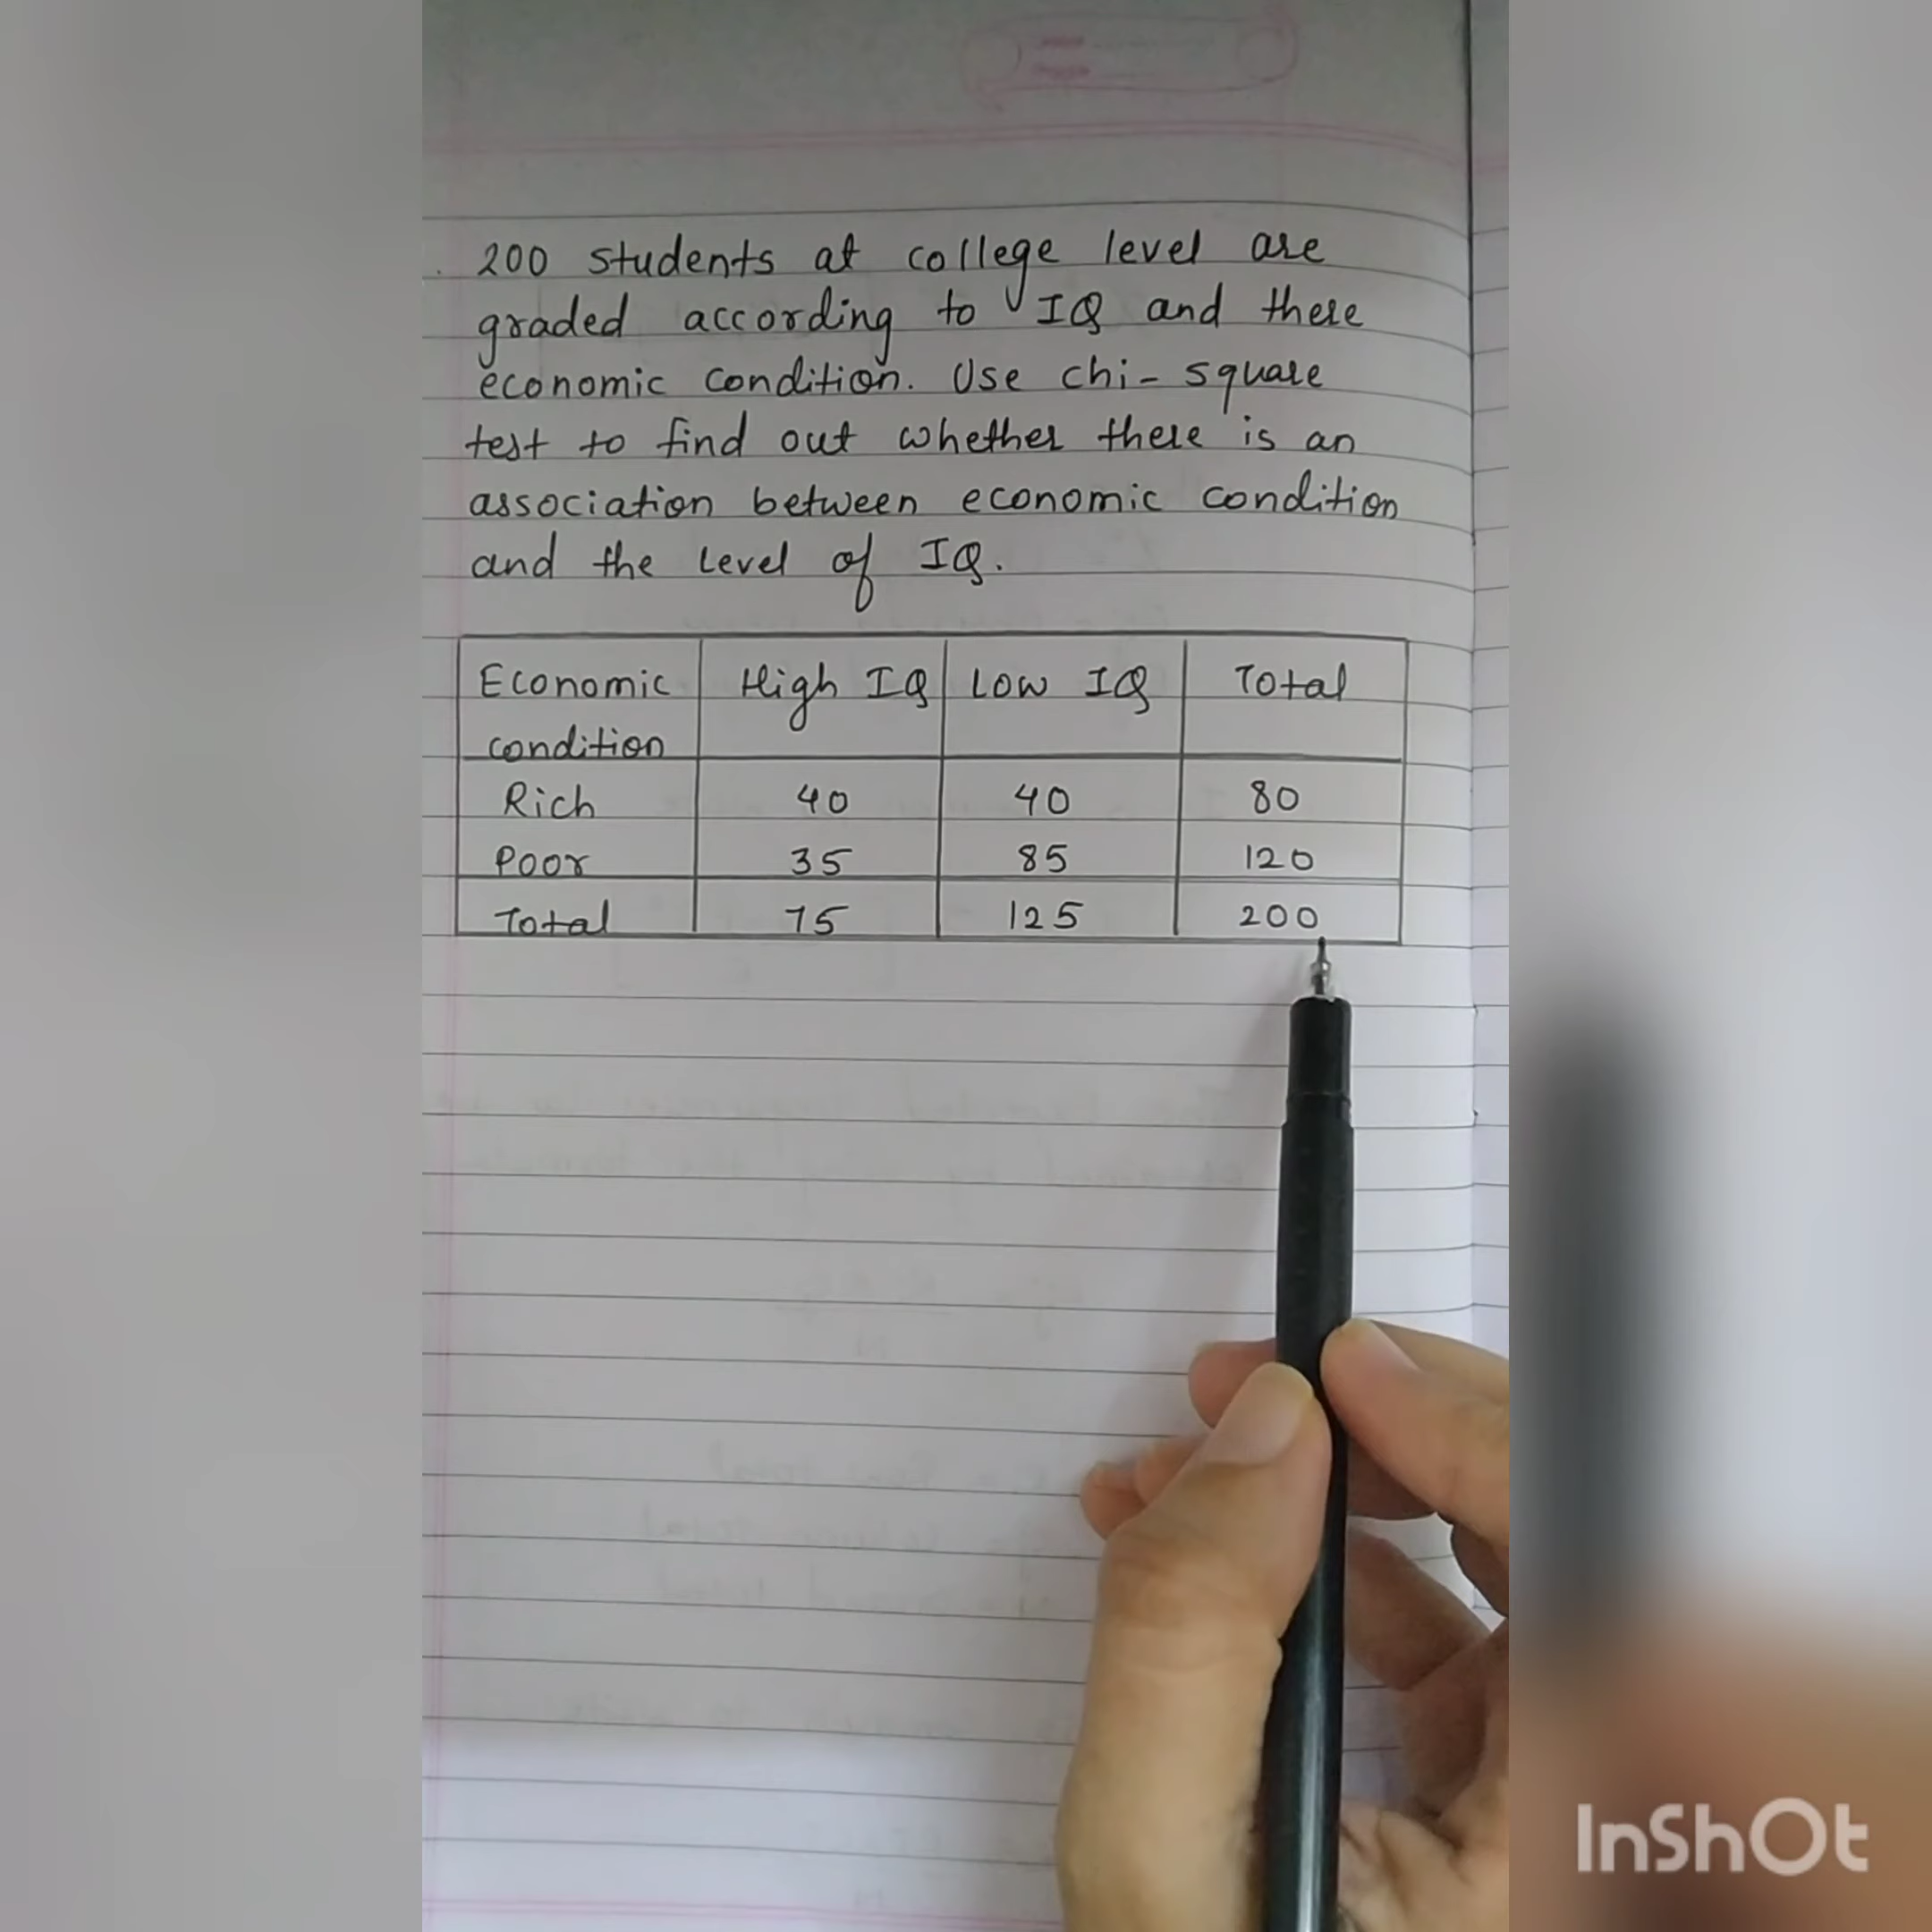 200 students at college level are
graded according to IQ and there
economic condition. Use chi-square
test to find out whether there is an
association between economic condition
and the level of IQ.
Economic condition High IQ Low IQ Total
Rich 40 40 80
Poor 35 85 120
Total 75 125 200
InShOt